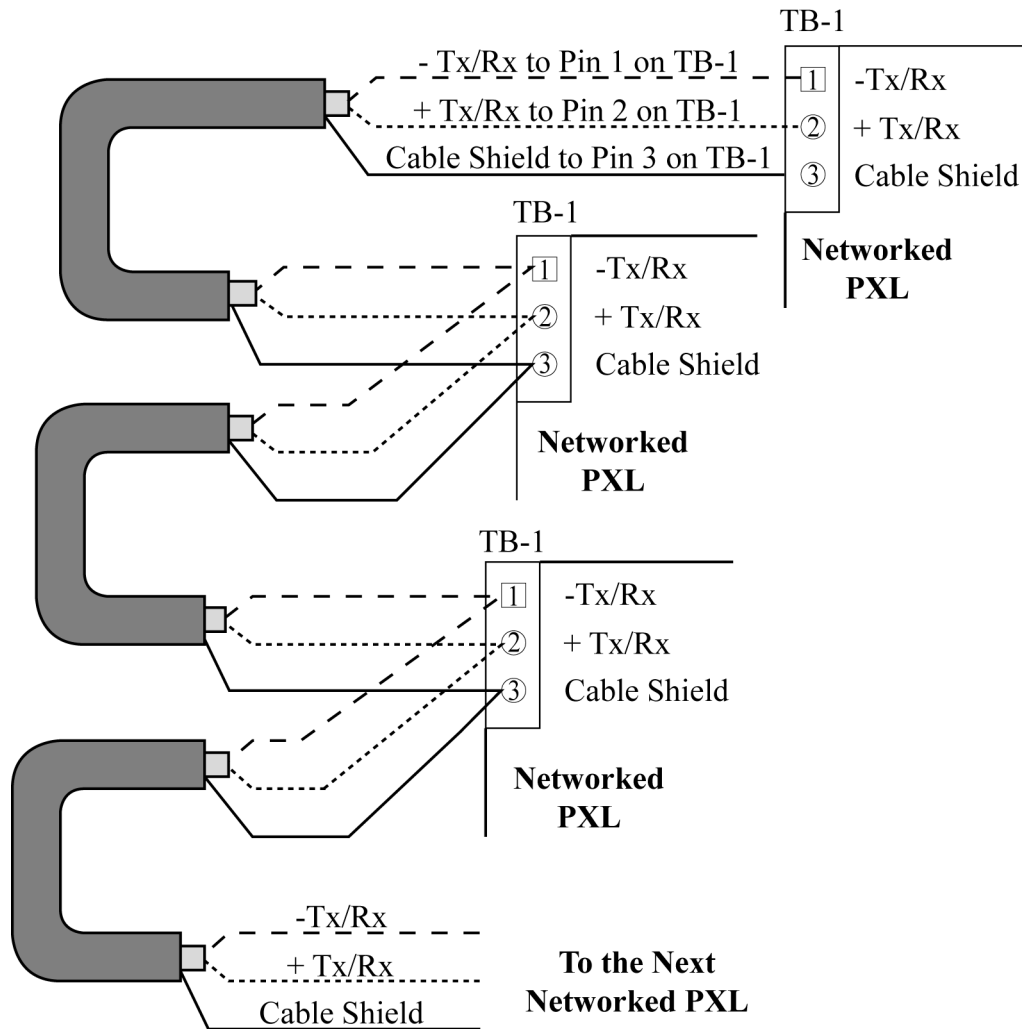 TB-1
- Tx/Rx to Pin 1 on TB-1
1 -Tx/Rx
+ Tx/Rx to Pin 2 on TB-1
2 + Tx/Rx
Cable Shield to Pin 3 on TB-1
3 Cable Shield
Networked
PXL
TB-1
1 -Tx/Rx
2 + Tx/Rx
3 Cable Shield
Networked
PXL
TB-1
1 -Tx/Rx
2 + Tx/Rx
3 Cable Shield
Networked
PXL
-Tx/Rx
+ Tx/Rx
Cable Shield
To the Next
Networked PXL